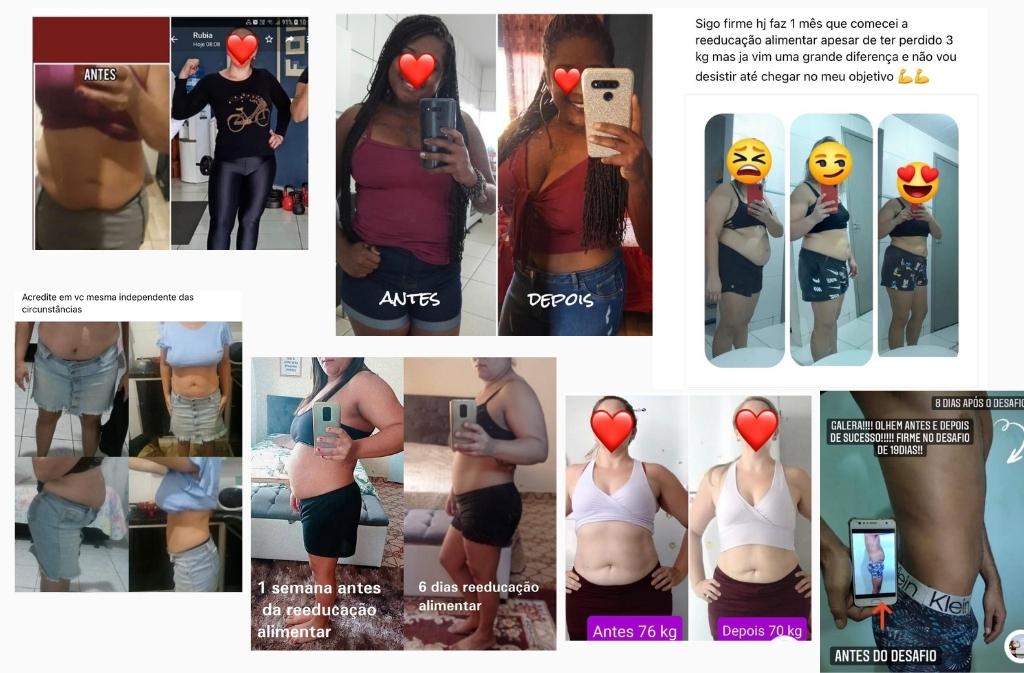 Rubia
Hoje 08:08
91%
ANTES
ANTES
DEPOIS
Sigo firme hj faz 1 mês que comecei a
reeducação alimentar apesar de ter perdido 3
kg mas ja vim uma grande diferença e não vou
desistir até chegar no meu objetivo 💪💪
Acredite em vc mesma independente das
circunstâncias
1 semana antes
da reeducação
alimentar
6 dias reeducação
alimentar
Antes 76 kg
Depois 70 kg
8 DIAS APÓS O DESAFIO
GALERA!!!! OLHEM ANTES E DEPOIS
DE SUCESSO!!!!! FIRME NO DESAFIO
DE 19DIAS!!
Klein
ANTES DO DESAFIO